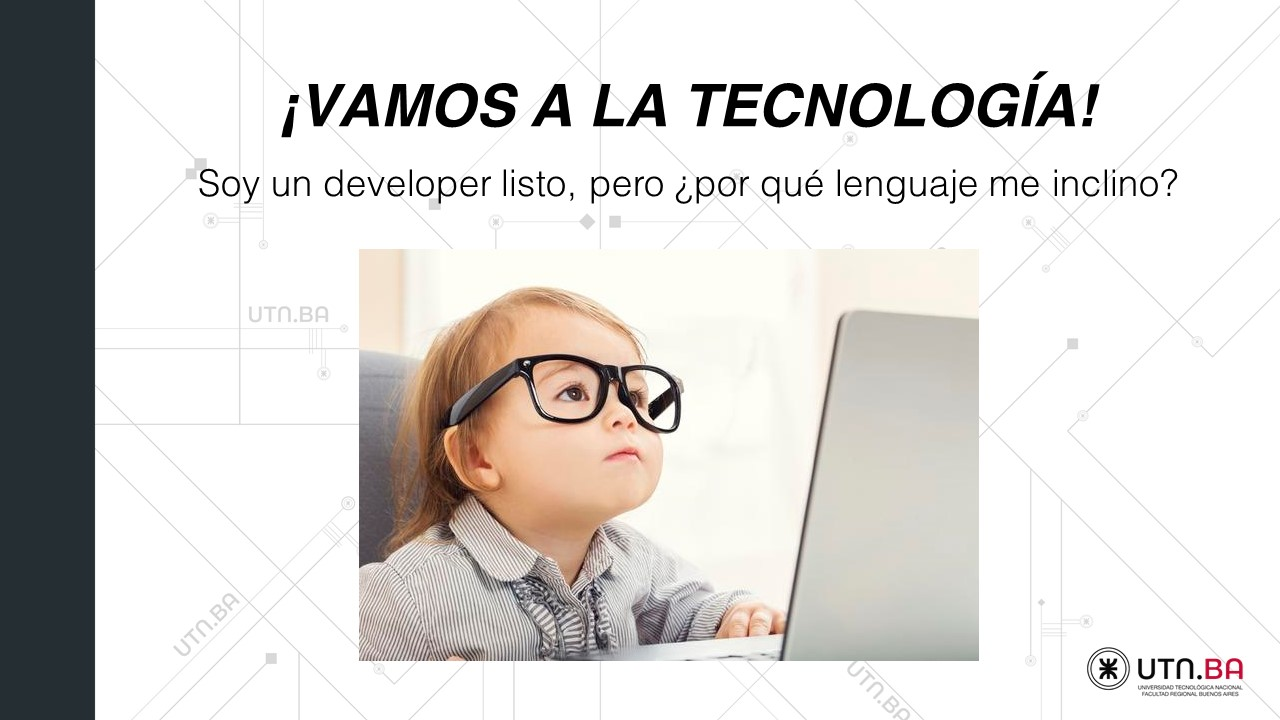 ¡VAMOS A LA TECNOLOGÍA!
Soy un developer listo, pero ¿por qué lenguaje me inclino?
UTN.BA
UTN.BA
UTN.BA
UTN.BA
UNIVERSIDAD TECNOLÓGICA NACIONAL
FACULTAD REGIONAL BUENOS AIRES